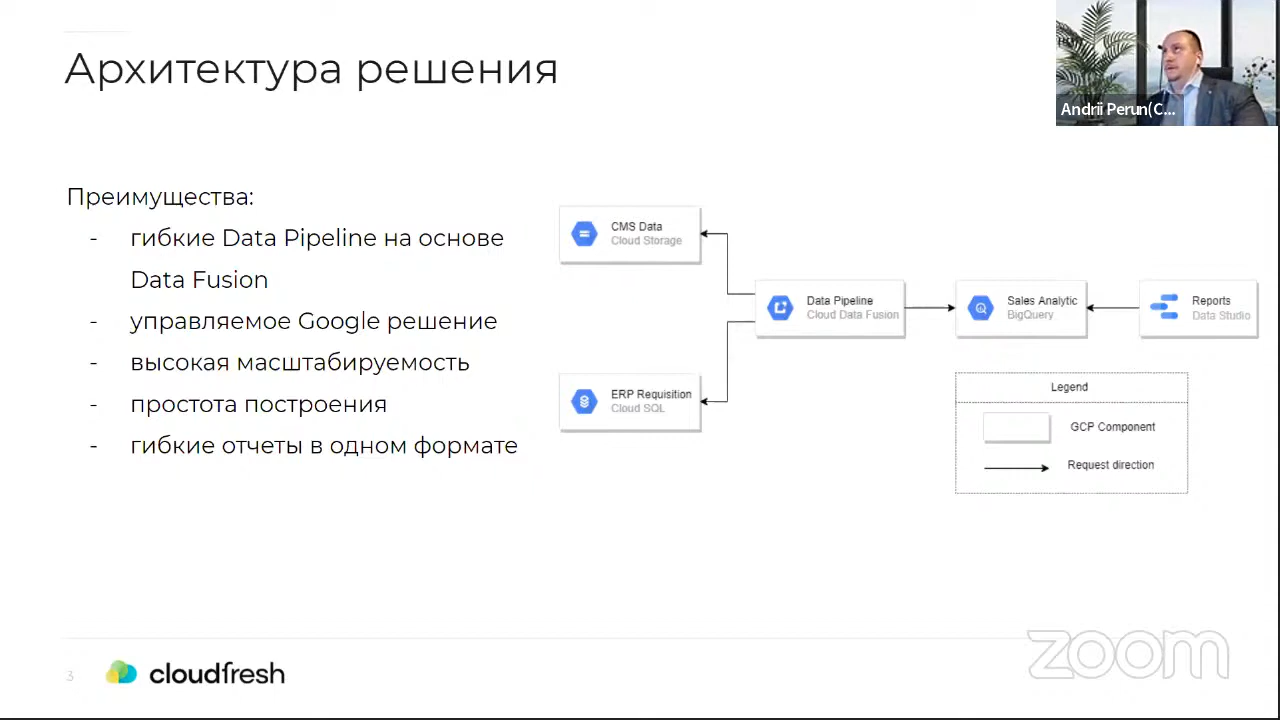 Архитектура решения
Andrii Perun(C...
Преимущества:
- гибкие Data Pipeline на основе
Data Fusion
- управляемое Google решение
- высокая масштабируемость
- простота построения
- гибкие отчеты в одном формате
CMS Data
Cloud Storage
Data Pipeline
Cloud Data Fusion
Sales Analytic
BigQuery
Reports
Data Studio
ERP Requisition
Cloud SQL
Legend
GCP Component
Request direction
3
cloudfresh
zoom